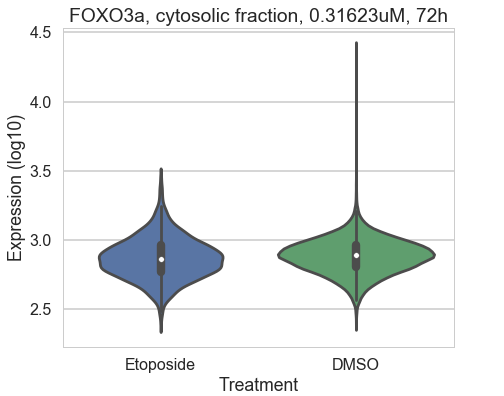 FOXO3a, cytosolic fraction, 0.31623uM, 72h
Expression (log10)
4.5
4.0
3.5
3.0
2.5
Etoposide
DMSO
Treatment